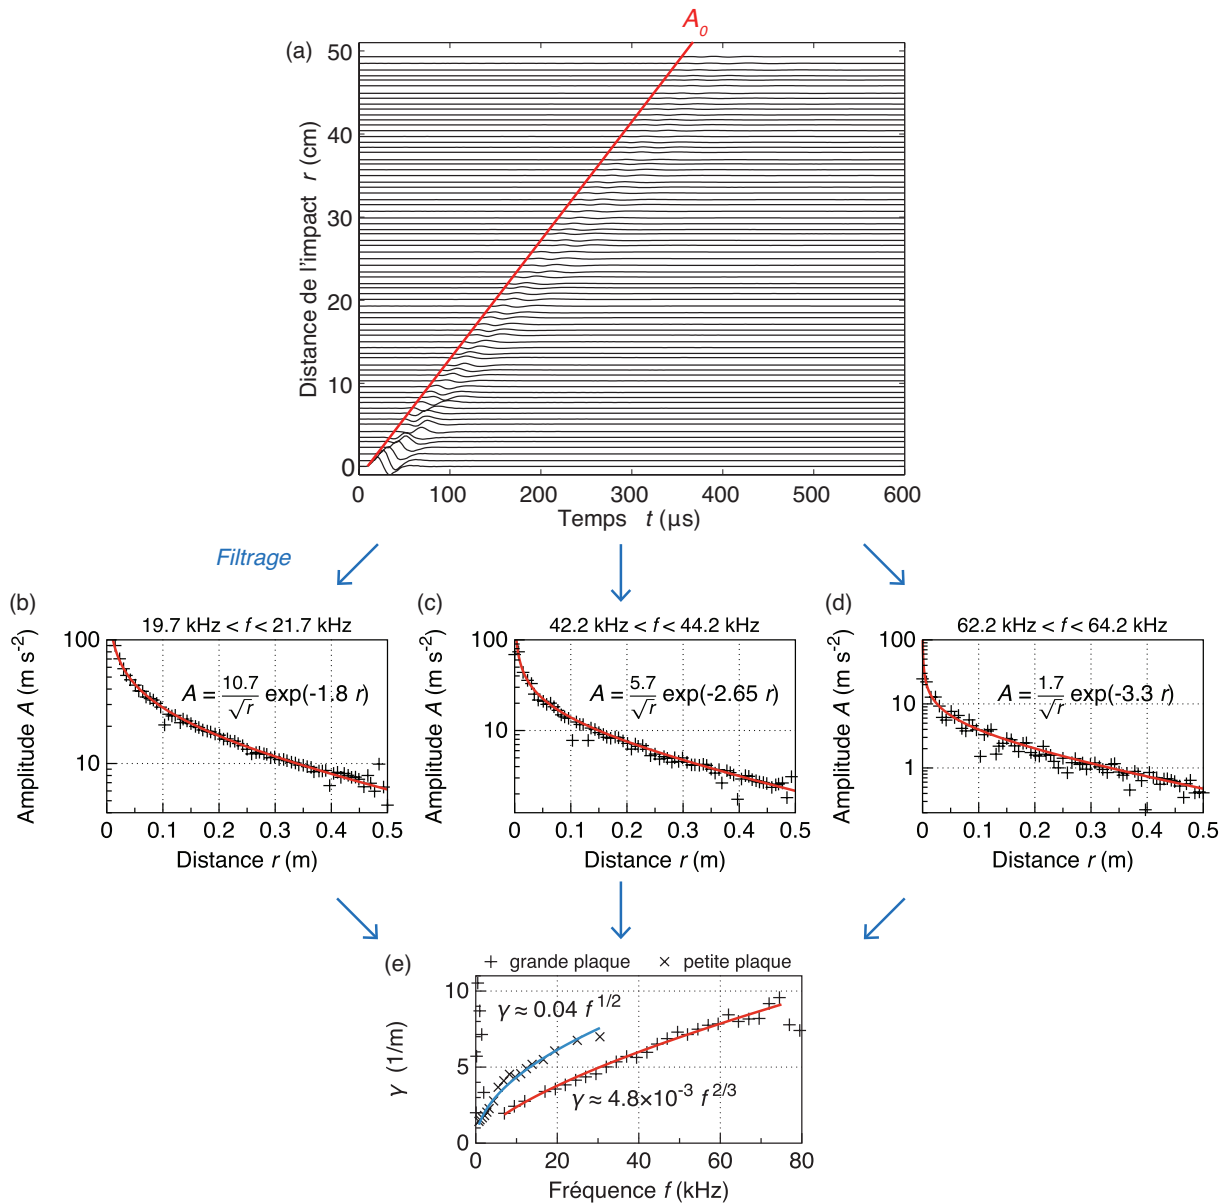 A₀
(a)
50
40
30
20
10
0
Distance de l'impact r (cm)
0 100 200 300 400 500 600
Temps t (μs)
Filtrage
(b)
19.7 kHz < f < 21.7 kHz
100
10
Amplitude A (m s⁻²)
A = 10.7/√r exp(-1.8 r)
0 0.1 0.2 0.3 0.4 0.5
Distance r (m)
(c)
42.2 kHz < f < 44.2 kHz
100
10
Amplitude A (m s⁻²)
A = 5.7/√r exp(-2.65 r)
0 0.1 0.2 0.3 0.4 0.5
Distance r (m)
(d)
62.2 kHz < f < 64.2 kHz
100
10
1
Amplitude A (m s⁻²)
A = 1.7/√r exp(-3.3 r)
0 0.1 0.2 0.3 0.4 0.5
Distance r (m)
(e)
+ grande plaque × petite plaque
10
5
0
γ (1/m)
γ ≈ 0.04 f^1/2
γ ≈ 4.8×10⁻³ f^2/3
0 20 40 60 80
Fréquence f (kHz)